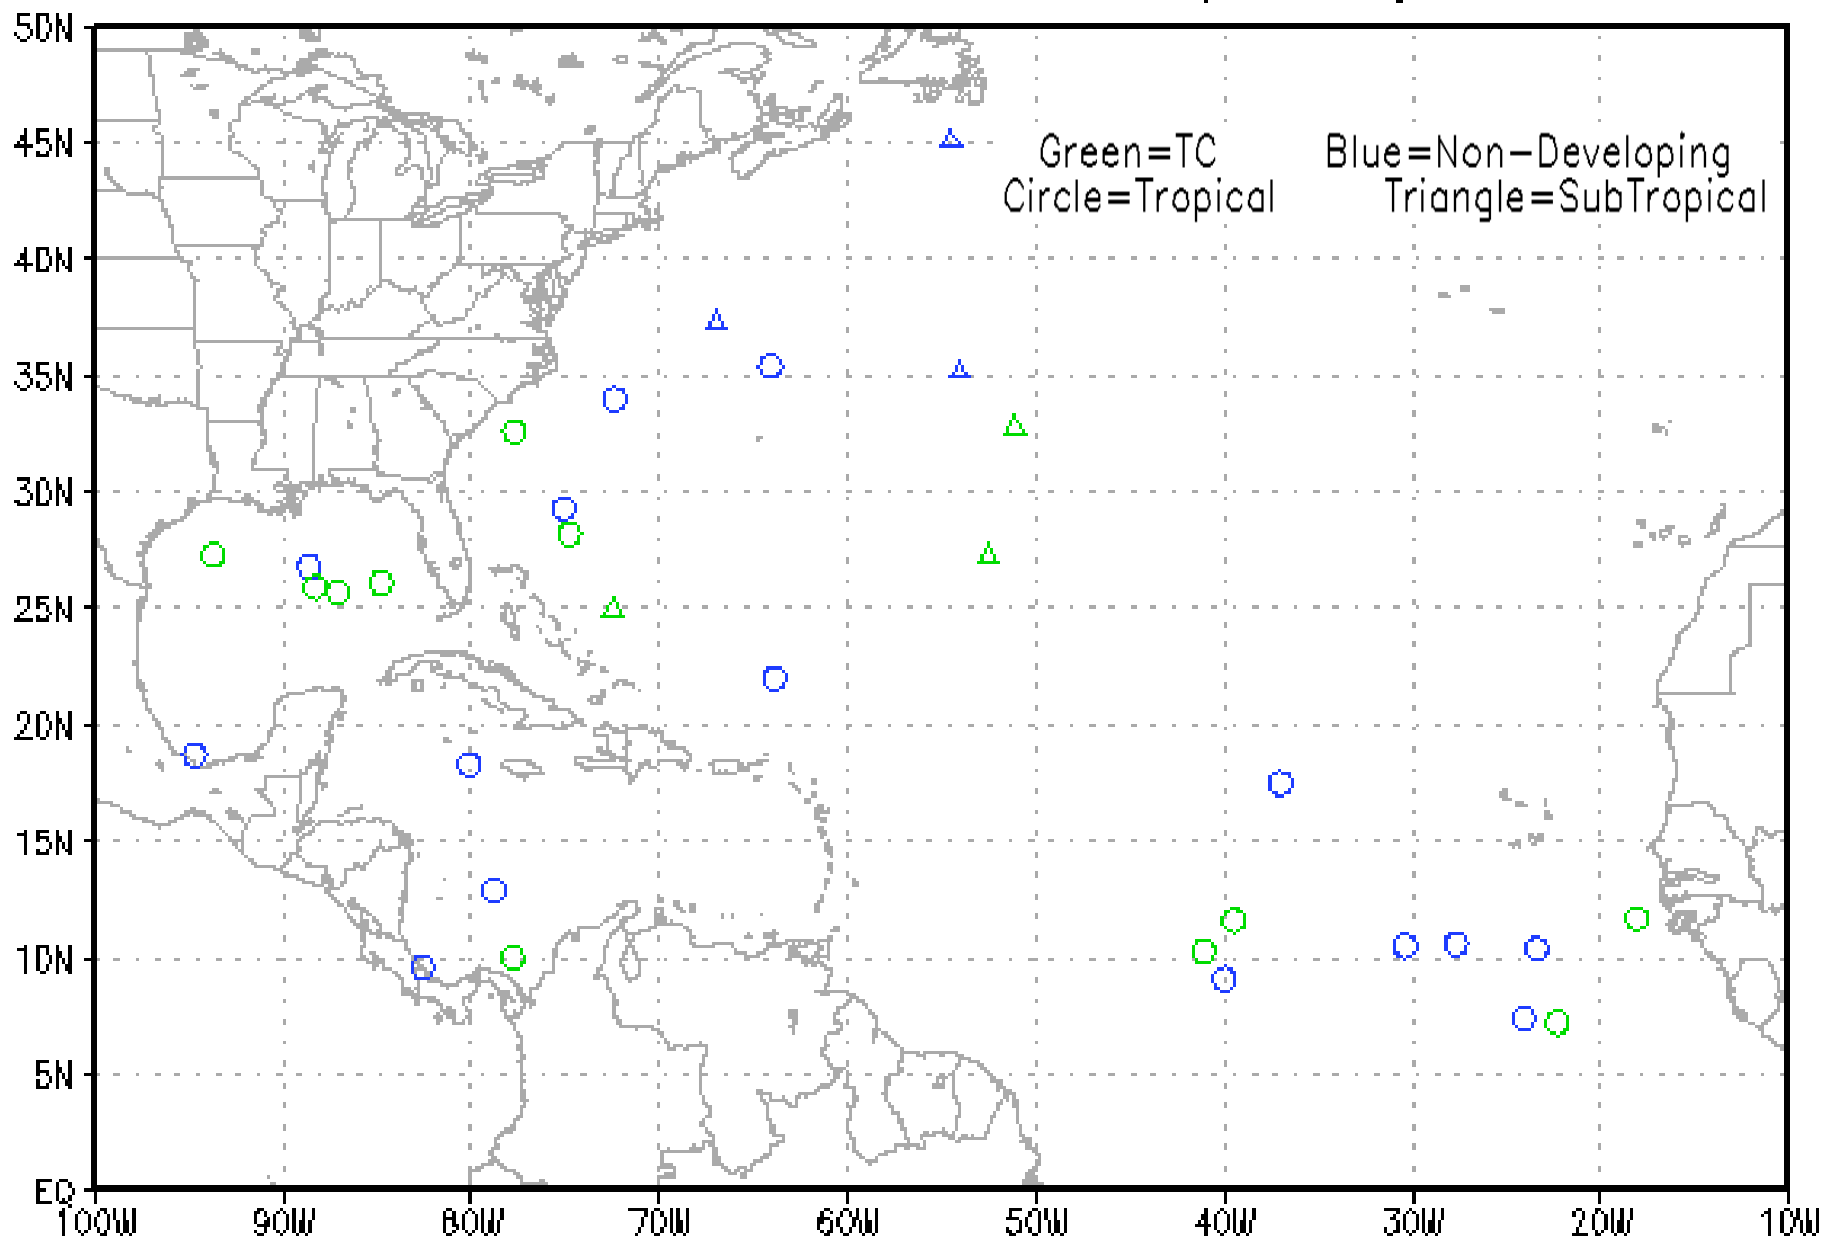 50N
45N
Green=TC Blue=Non-Developing
Circle=Tropical Triangle=SubTropical
40N
35N
30N
25N
20N
15N
10N
5N
EQ
100W 90W 80W 70W 60W 50W 40W 30W 20W 10W